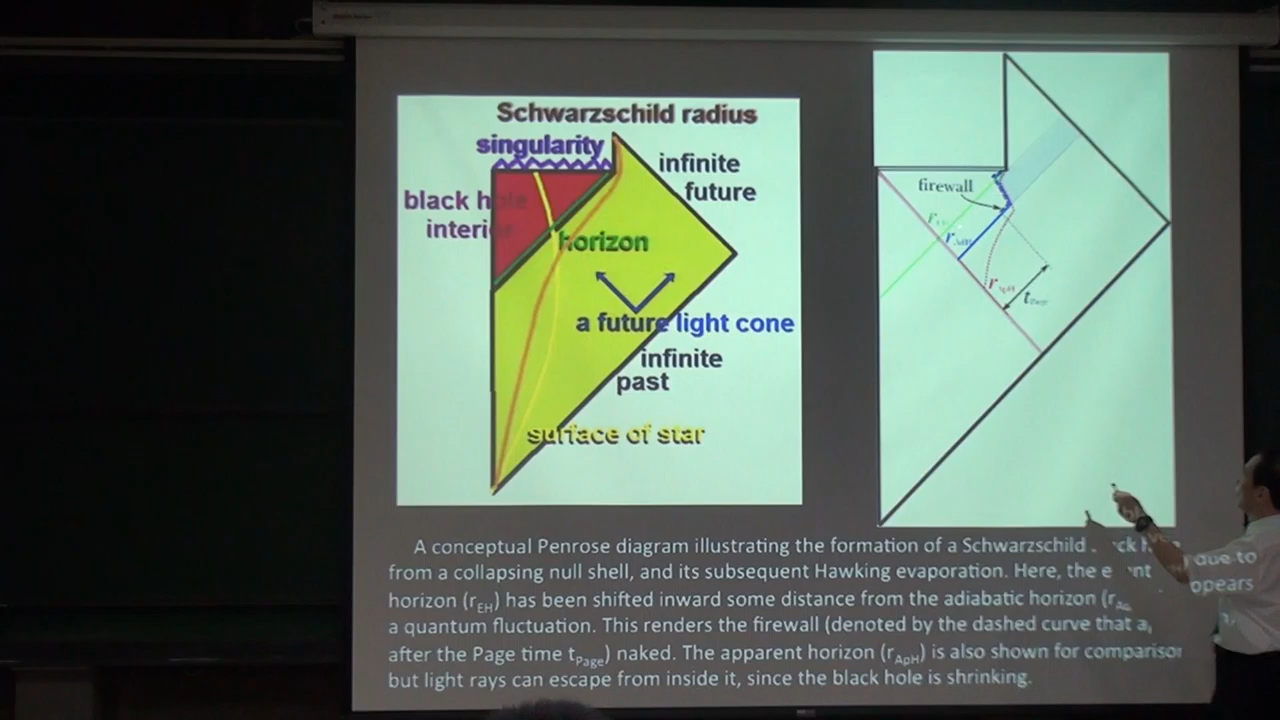 Schwarzschild radius
singularity
infinite
future
black hole
horizon
a future light cone
infinite
past
surface of star
firewall
A conceptual Penrose diagram illustrating the formation of a Schwarzschild
from a collapsing null shell, and its subsequent Hawking evaporation. Here, the due to
horizon (rEH) has been shifted inward some distance from the adiabatic horizon
a quantum fluctuation. This renders the firewall (denoted by the dashed curve that
after the Page time tPage) naked. The apparent horizon (rApH) is also shown for
but light rays can escape from inside it, since the black hole is shrinking.